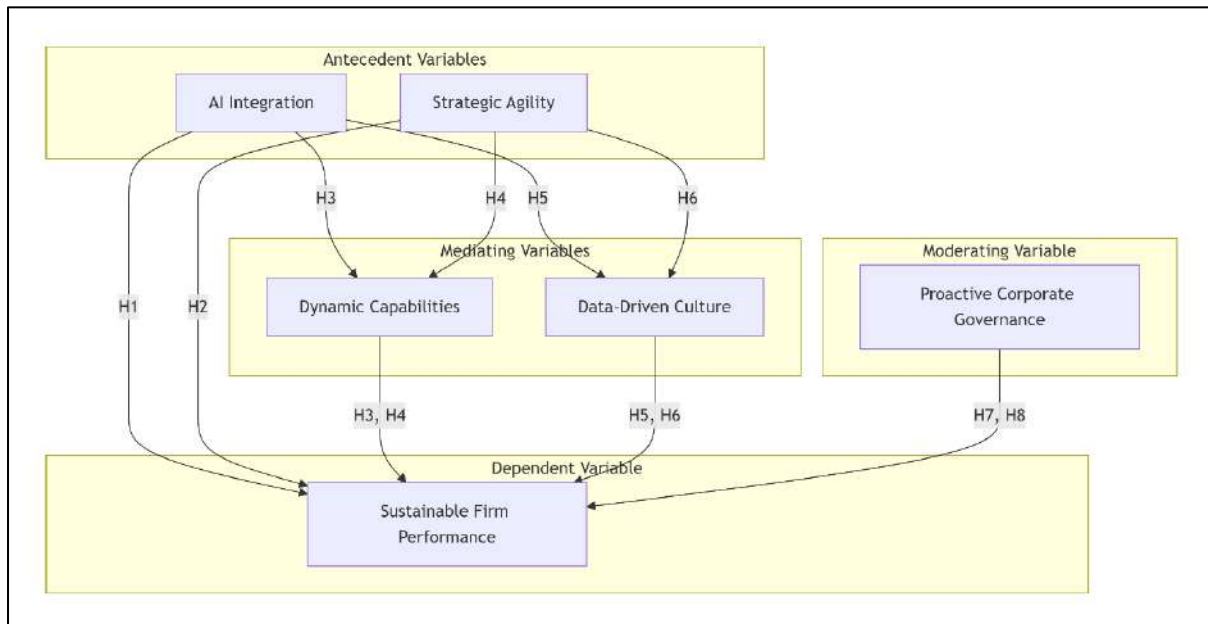 Antecedent Variables
AI Integration
Strategic Agility
H3
H4
H5
H6
Mediating Variables
Moderating Variable
Dynamic Capabilities
Data-Driven Culture
Proactive Corporate
Governance
H1
H2
H3, H4
H5, H6
H7, H8
Dependent Variable
Sustainable Firm
Performance